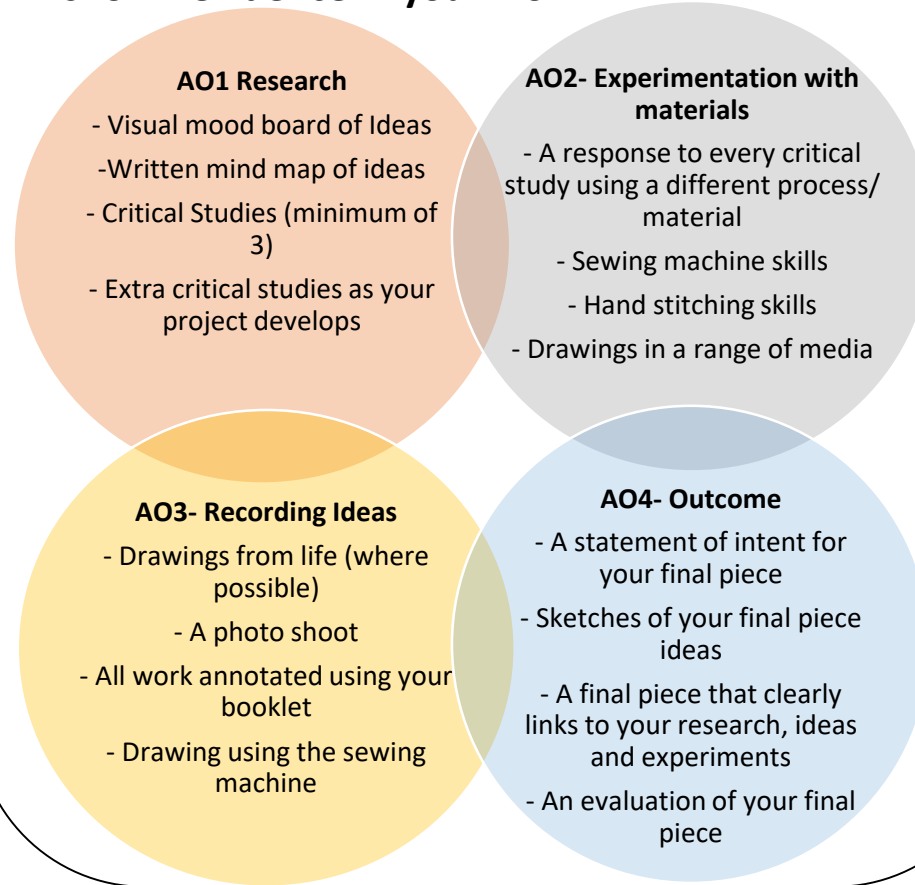 AO1 Research
- Visual mood board of Ideas
-Written mind map of ideas
- Critical Studies (minimum of
3)
- Extra critical studies as your
project develops
AO2- Experimentation with
materials
- A response to every critical
study using a different process/
material
- Sewing machine skills
- Hand stitching skills
- Drawings in a range of media
AO3- Recording Ideas
- Drawings from life (where
possible)
- A photo shoot
- All work annotated using your
booklet
- Drawing using the sewing
machine
AO4- Outcome
- A statement of intent for
your final piece
- Sketches of your final piece
ideas
- A final piece that clearly
links to your research, ideas
and experiments
- An evaluation of your final
piece